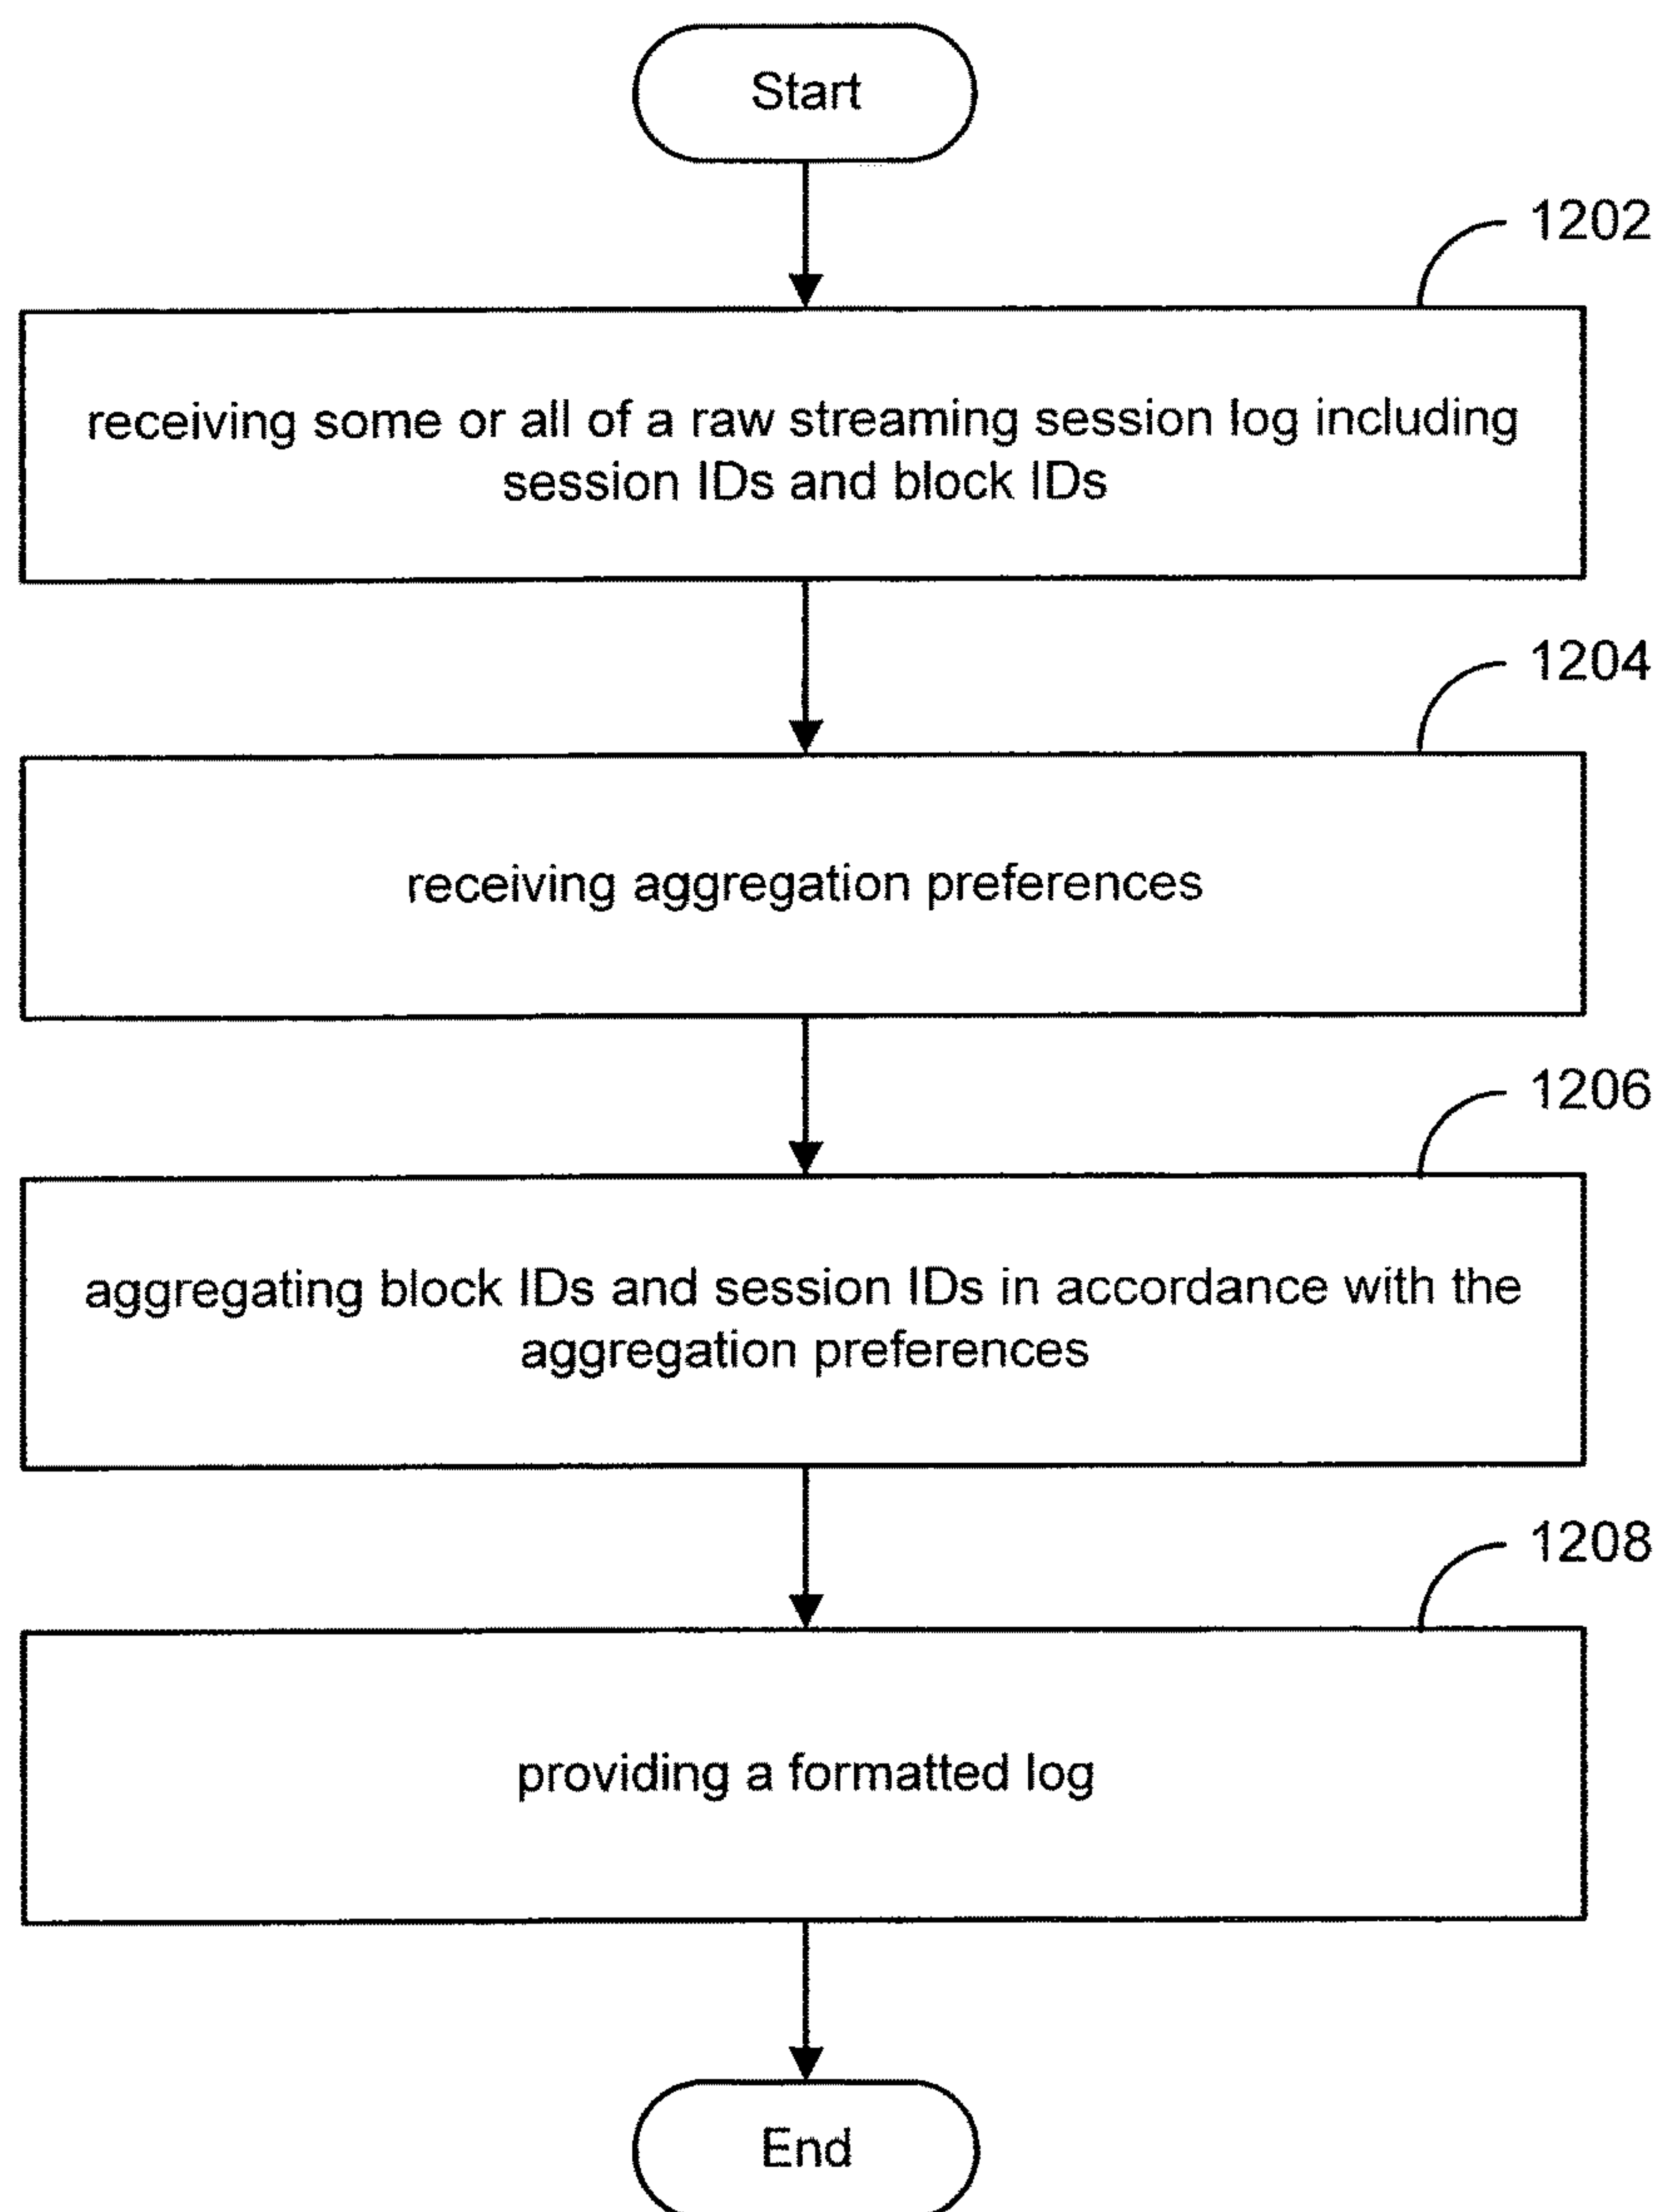 Start
1202
receiving some or all of a raw streaming session log including
session IDs and block IDs
1204
receiving aggregation preferences
1206
aggregating block IDs and session IDs in accordance with the
aggregation preferences
1208
providing a formatted log
End